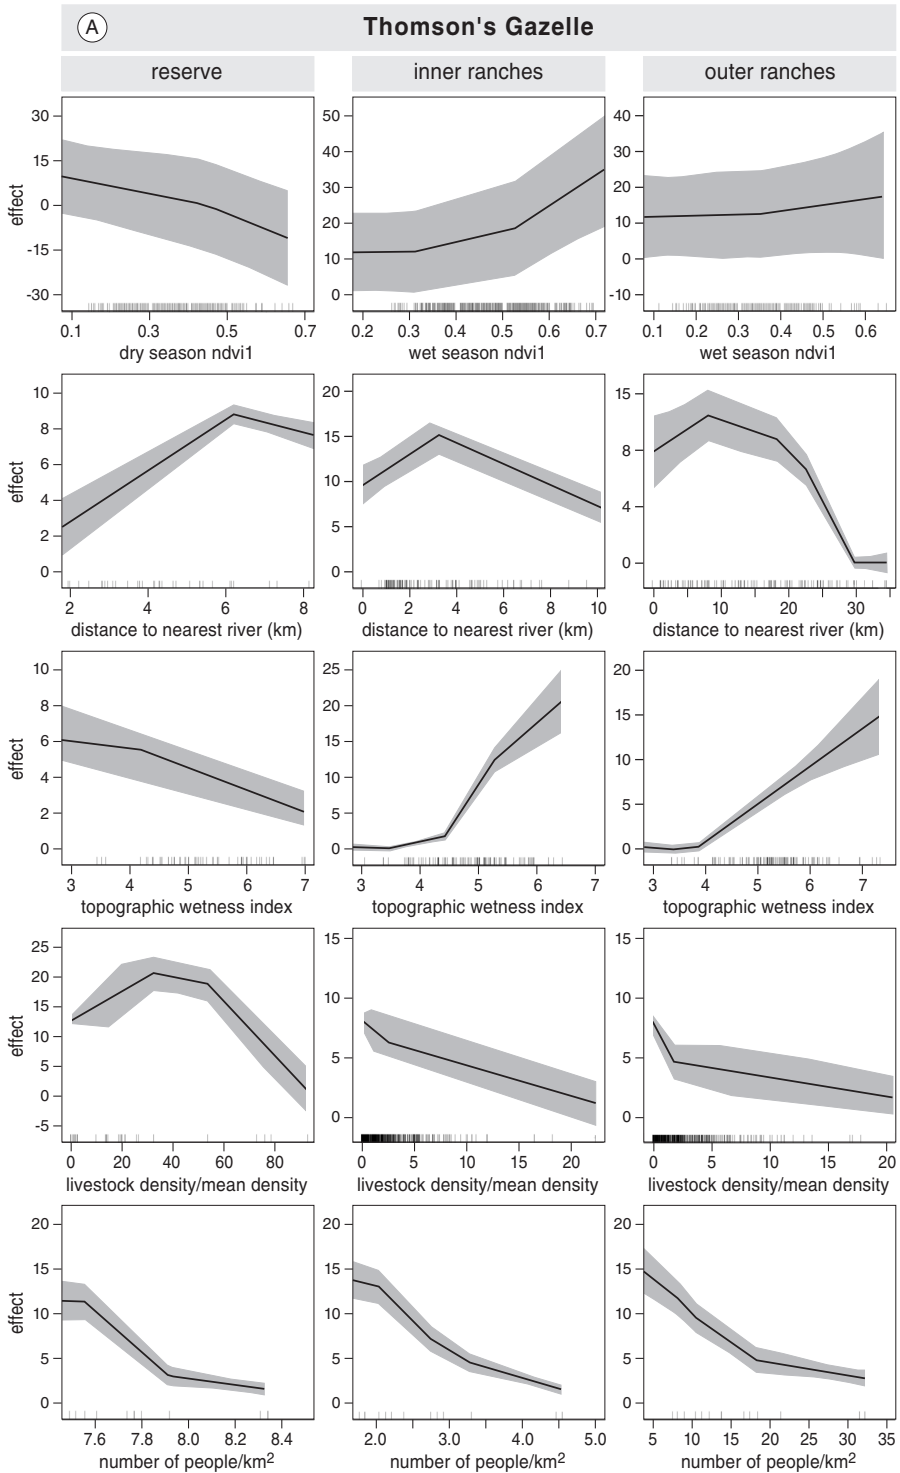 A Thomson's Gazelle
reserve inner ranches outer ranches
effect
30 15 0 -15 -30
0.1 0.3 0.5 0.7
dry season ndvi1
50 40 30 20 10 0
0.2 0.3 0.4 0.5 0.6 0.7
wet season ndvi1
40 30 20 10 0 -10
0.1 0.2 0.3 0.4 0.5 0.6
wet season ndvi1
effect
10 8 6 4 2 0
2 4 6 8
distance to nearest river (km)
20 15 10 5 0
0 2 4 6 8 10
distance to nearest river (km)
15 8 4 0
0 10 20 30
distance to nearest river (km)
effect
10 8 6 4 2 0
3 4 5 6 7
topographic wetness index
25 20 15 10 5 0
3 4 5 6 7
topographic wetness index
20 15 10 5 0
3 4 5 6 7
topographic wetness index
effect
25 20 15 10 5 0 -5
0 20 40 60 80
livestock density/mean density
15 10 5 0
0 5 10 15 20
livestock density/mean density
15 10 5 0
0 5 10 15 20
livestock density/mean density
effect
20 15 10 5 0
7.6 7.8 8.0 8.2 8.4
number of people/km²
20 15 10 5 0
2.0 3.0 4.0 5.0
number of people/km²
20 15 10 5 0
5 10 15 20 25 30 35
number of people/km²